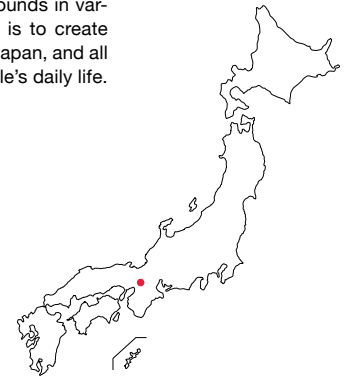 ounds in var-
is to create
apan, and all
le's daily life.